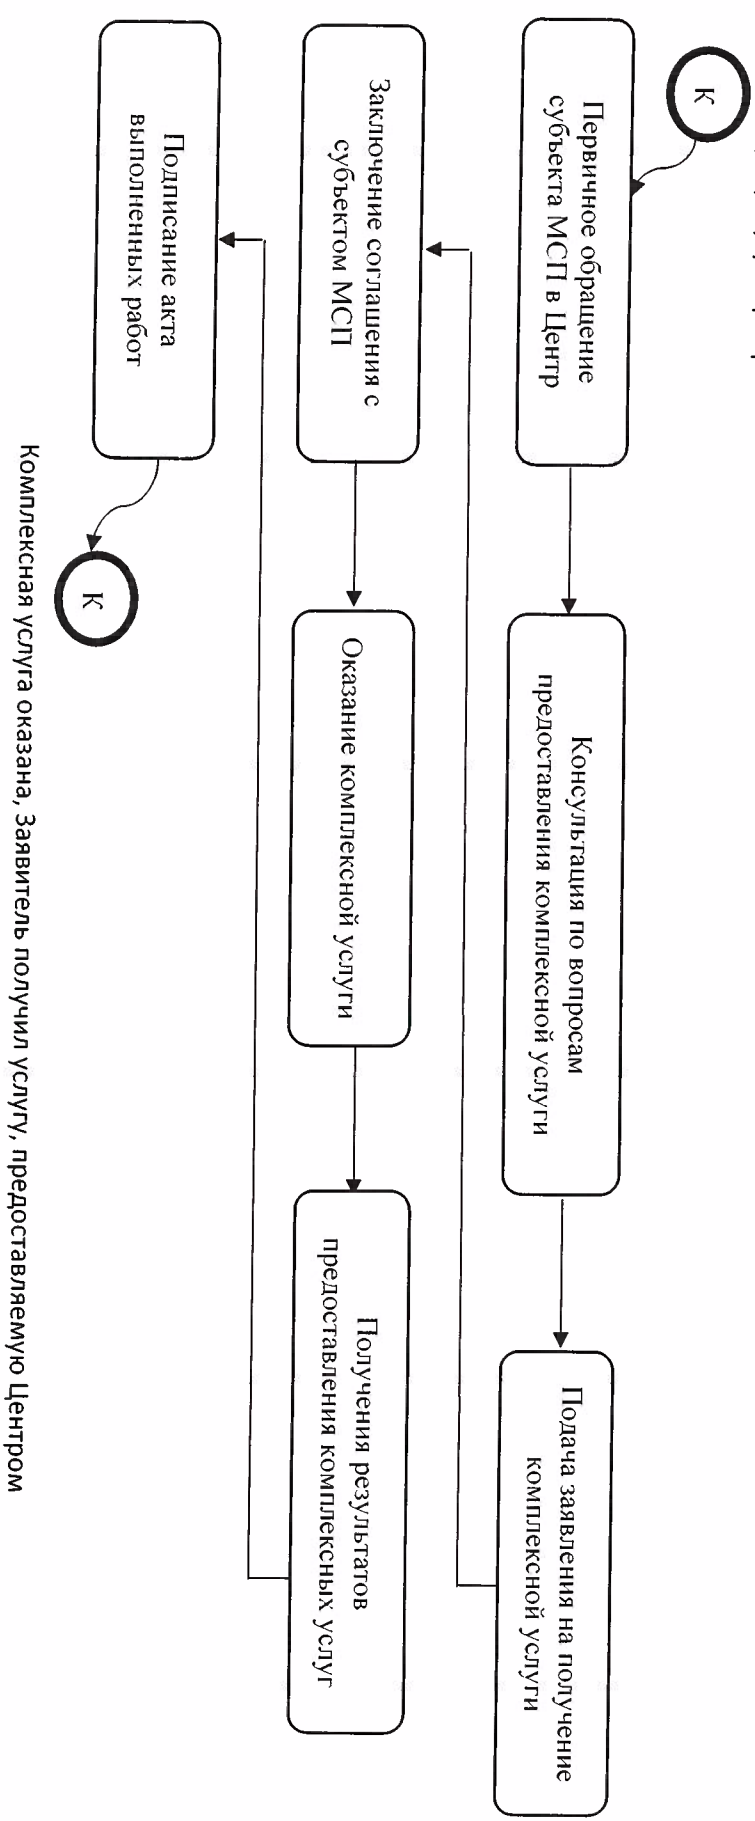 К
Первичное обращение
субъекта МСП в Центр
Консультация по вопросам
предоставления комплексной услуги
Подача заявления на получение
комплексной услуги
Заключение соглашения с
субъектом МСП
Оказание комплексной услуги
Получения результатов
предоставления комплексных услуг
Подписание акта
выполненных работ
К
Комплексная услуга оказана, Заявитель получил услугу, предоставляемую Центром